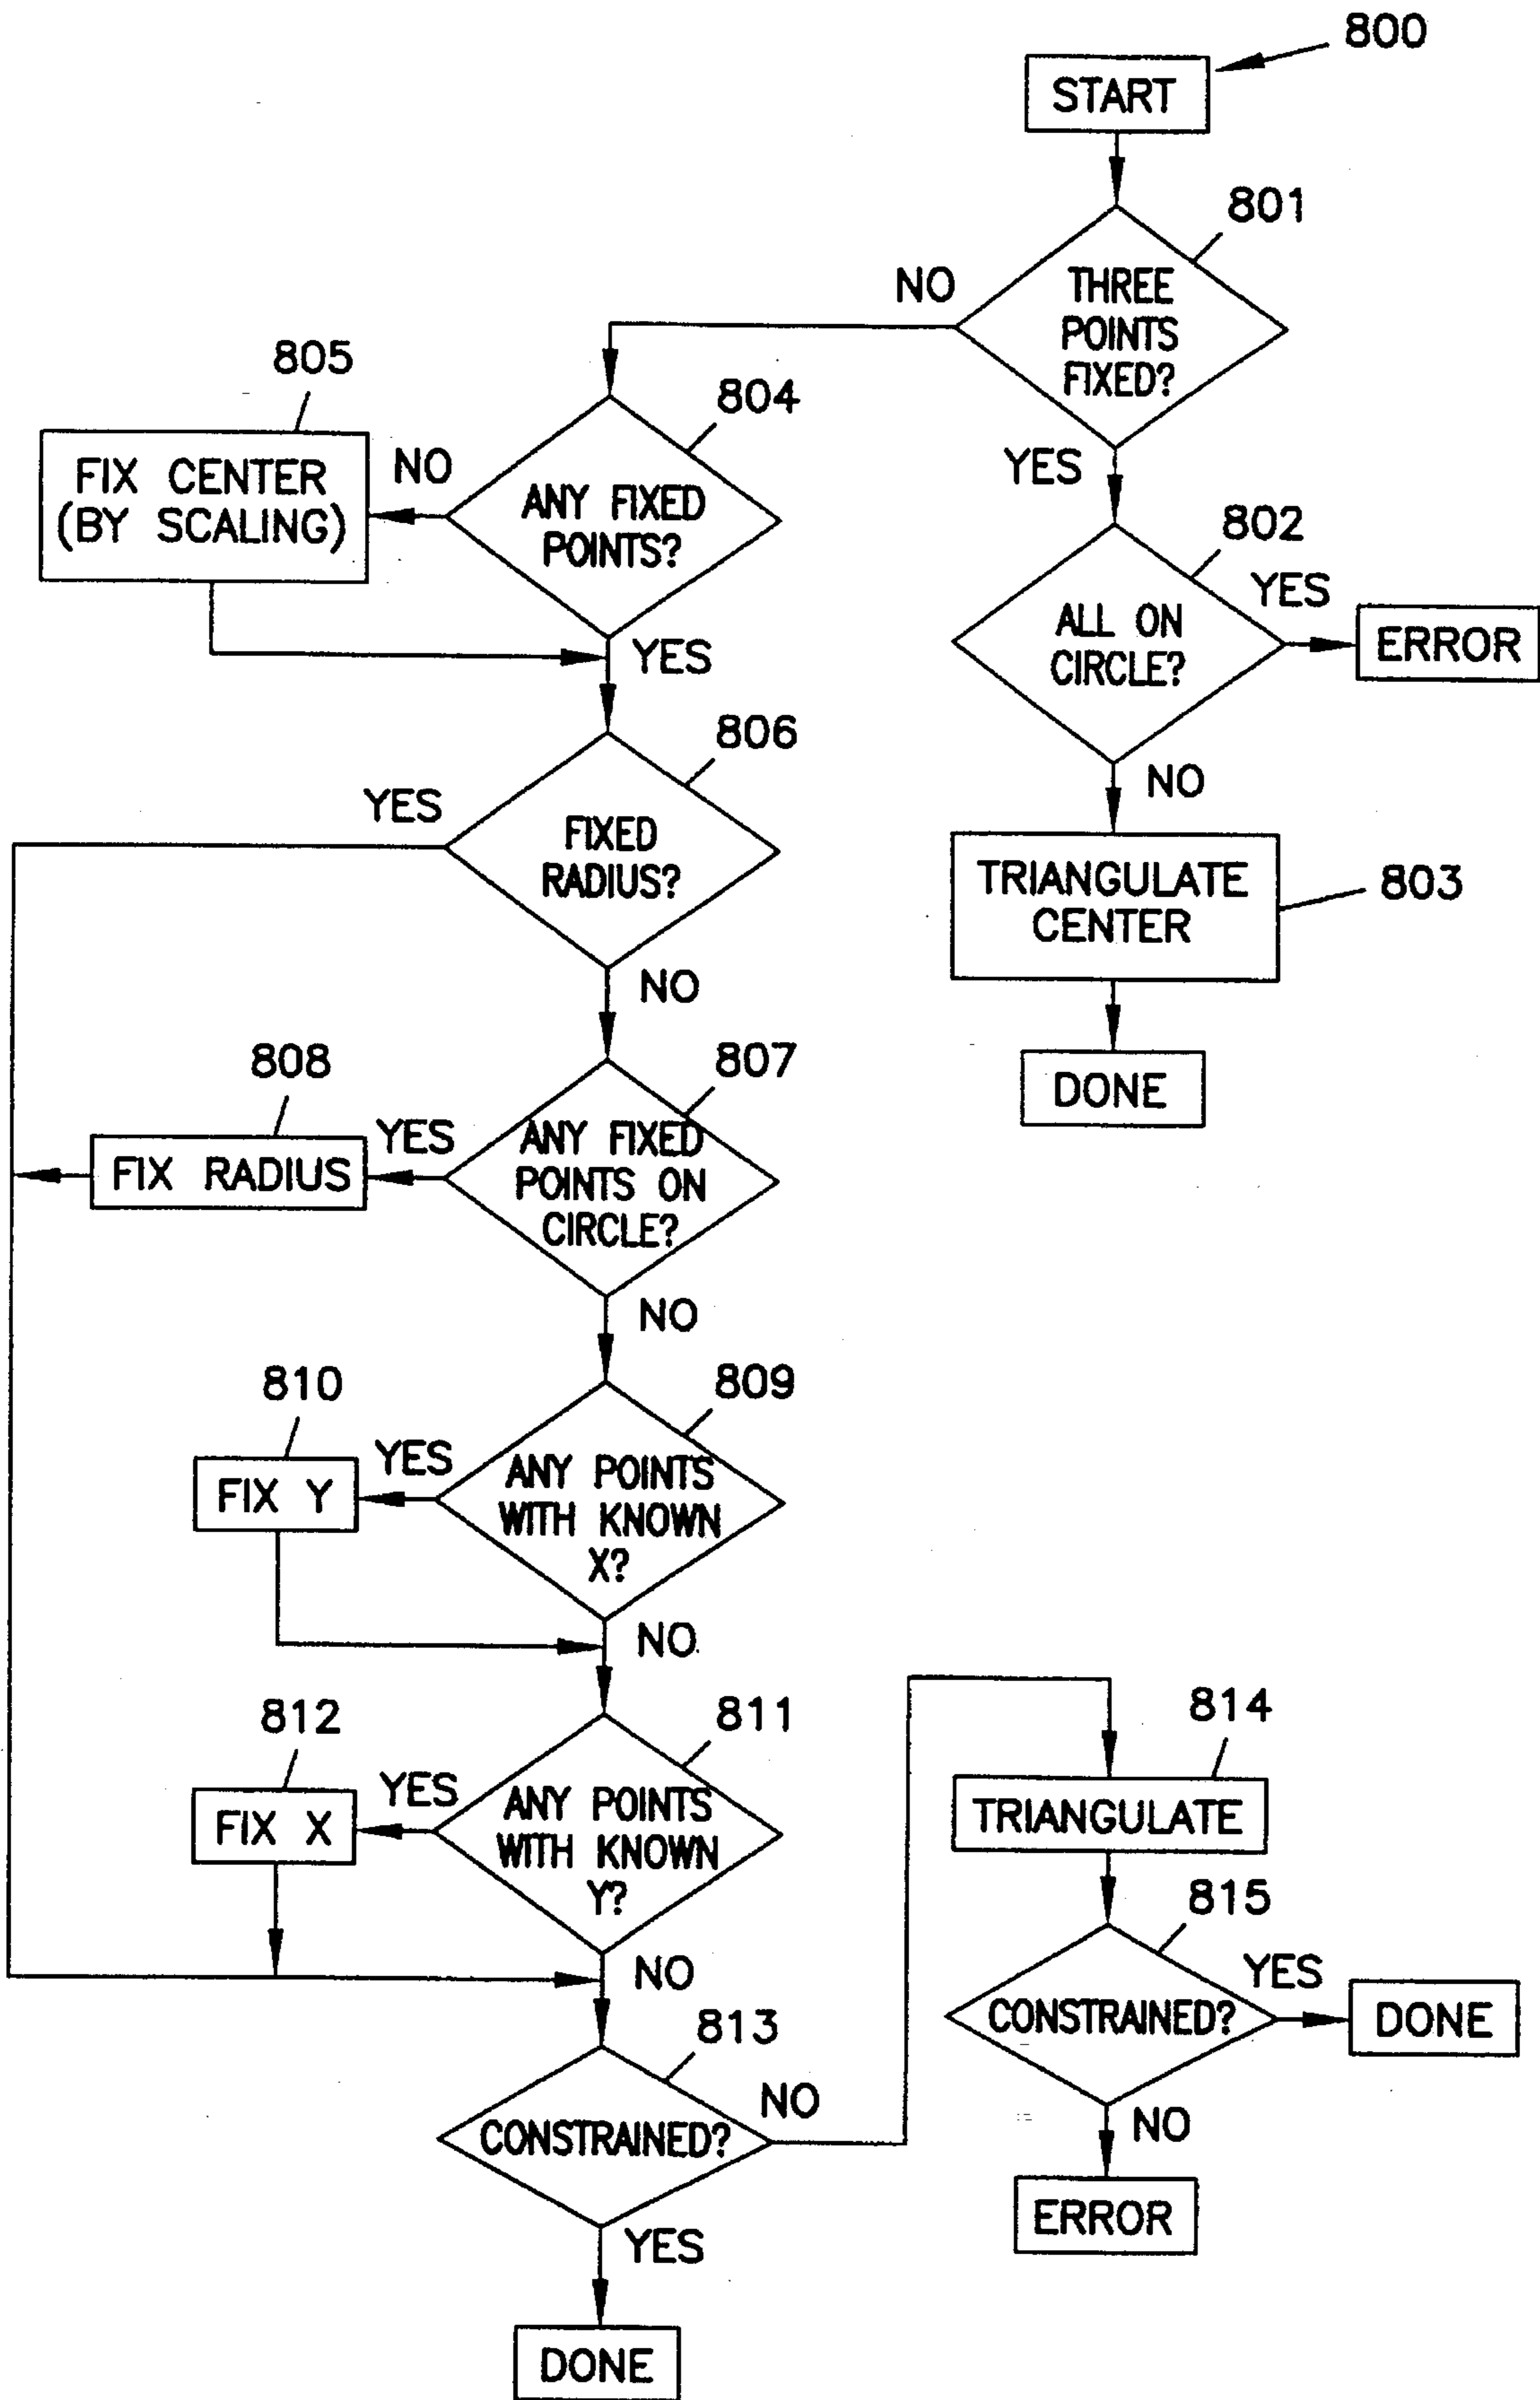 800
START
801
THREE
POINTS
FIXED?
NO
YES
805
FIX CENTER
(BY SCALING)
NO
804
ANY FIXED
POINTS?
YES
802
ALL ON
CIRCLE?
YES
ERROR
NO
806
FIXED
RADIUS?
YES
NO
TRIANGULATE
CENTER
803
DONE
808
FIX RADIUS
YES
807
ANY FIXED
POINTS ON
CIRCLE?
NO
810
FIX Y
YES
809
ANY POINTS
WITH KNOWN
X?
NO
812
FIX X
YES
811
ANY POINTS
WITH KNOWN
Y?
NO
813
CONSTRAINED?
NO
YES
DONE
814
TRIANGULATE
815
CONSTRAINED?
YES
DONE
NO
ERROR